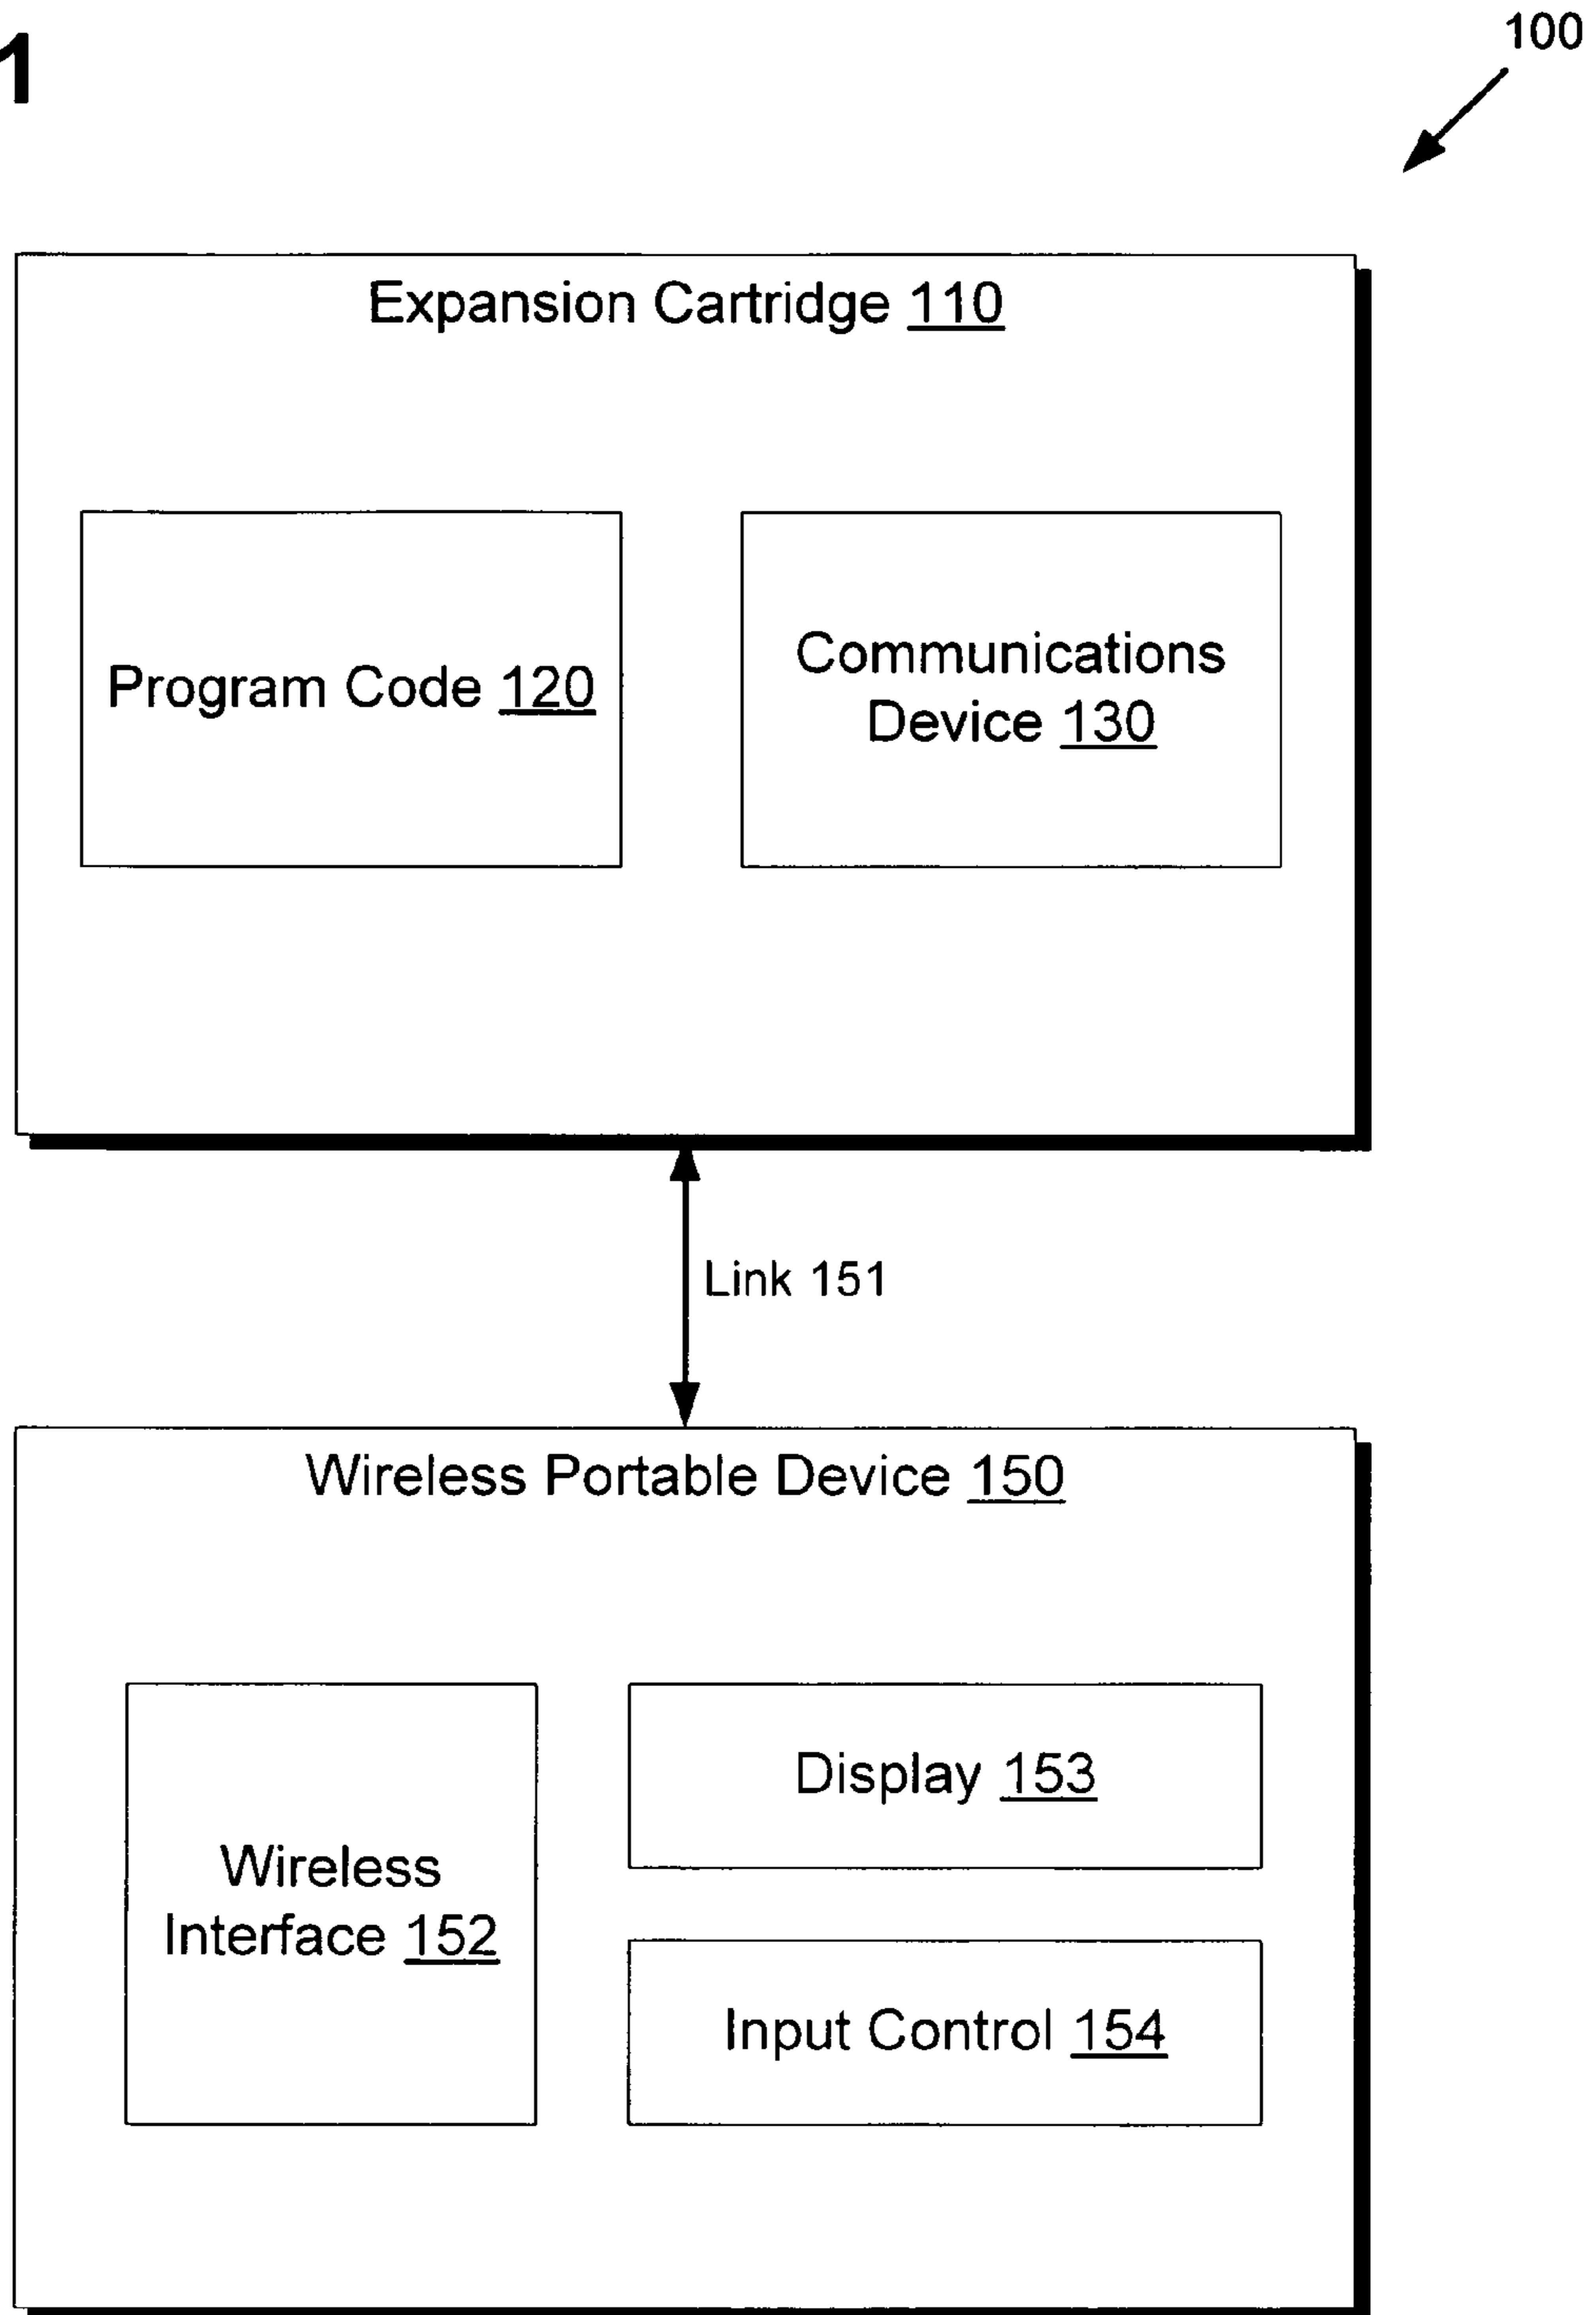 1
100
Expansion Cartridge 110
Program Code 120
Communications
Device 130
Link 151
Wireless Portable Device 150
Wireless
Interface 152
Display 153
Input Control 154